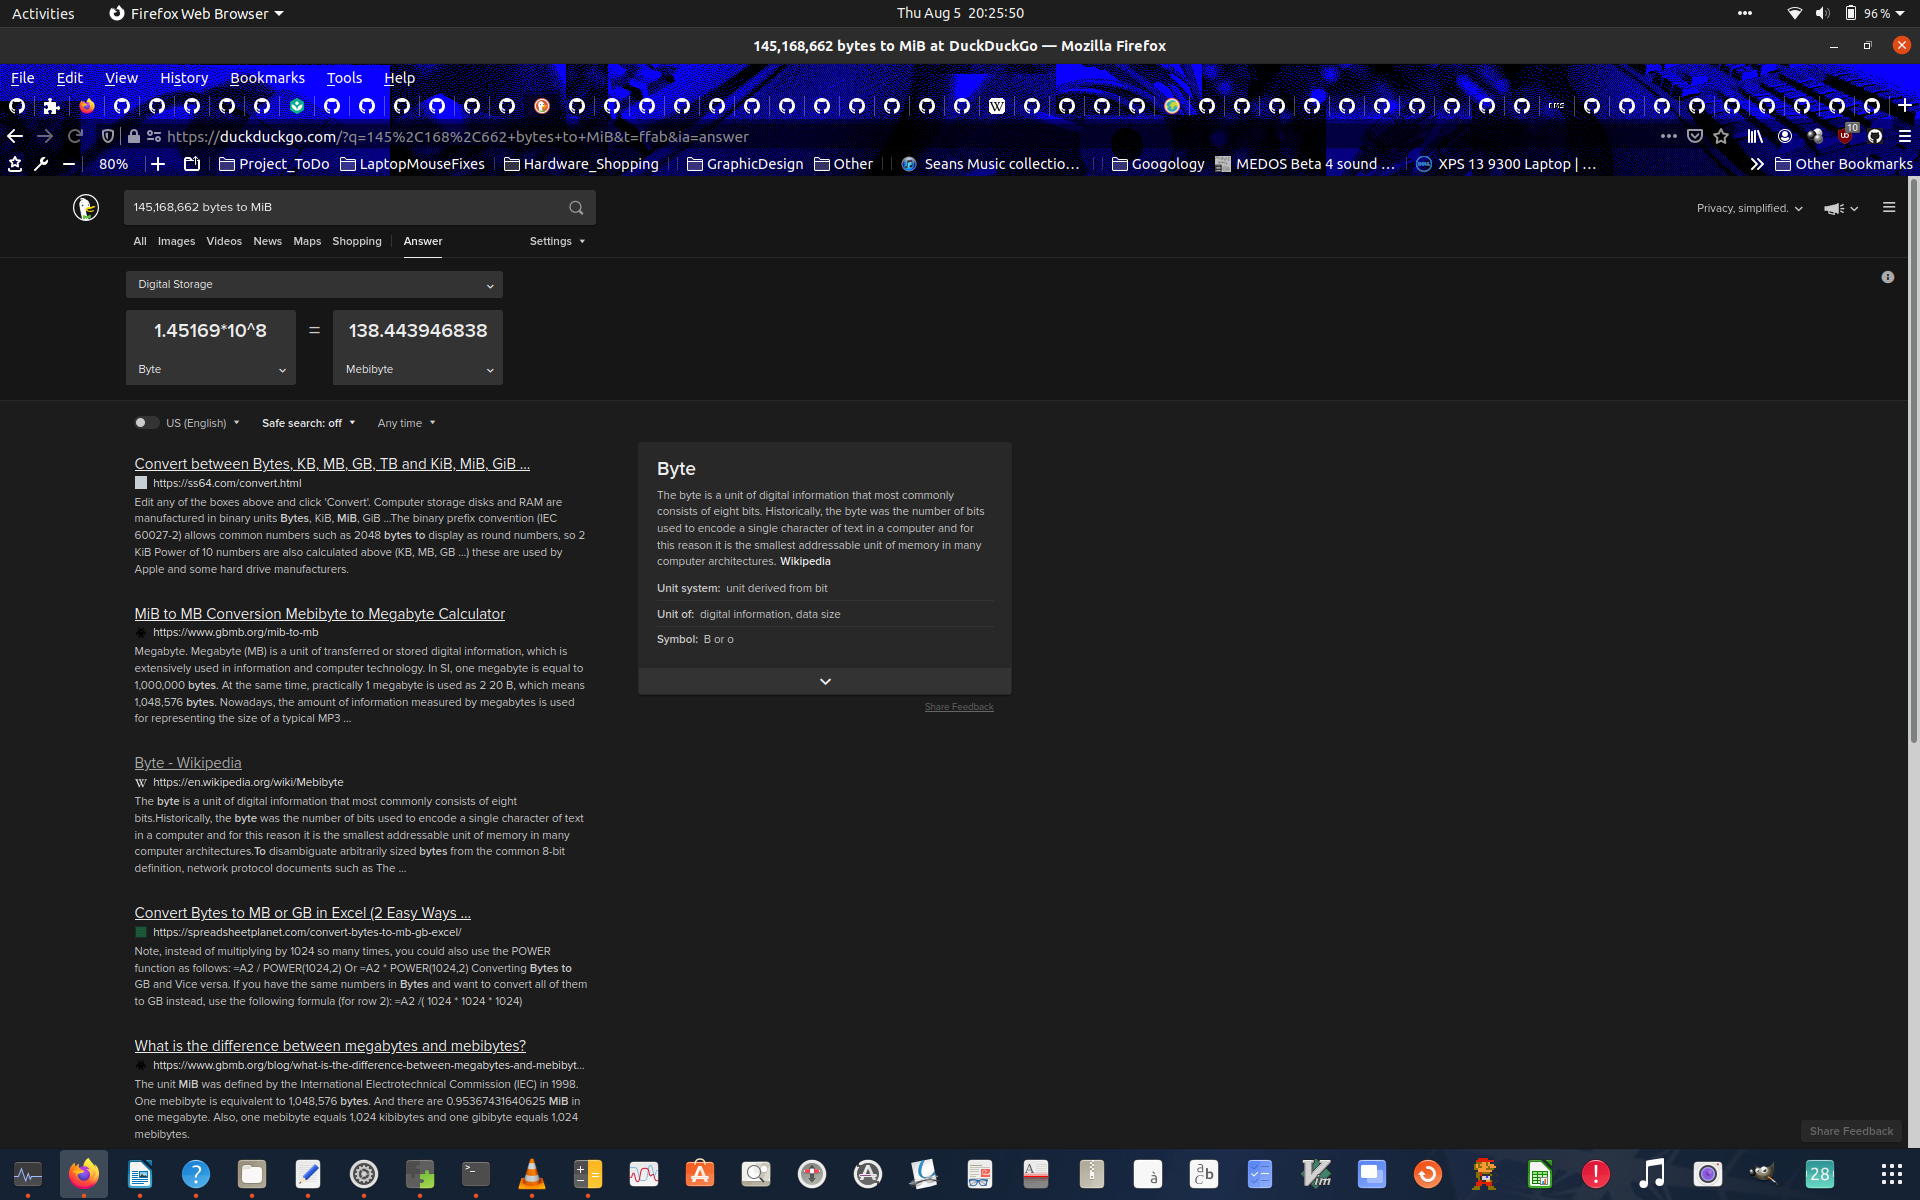 Activities Firefox Web Browser Thu Aug 5 20:25:50 96 %
145,168,662 bytes to MiB at DuckDuckGo — Mozilla Firefox
File Edit View History Bookmarks Tools Help
https://duckduckgo.com/?q=145%2C168%2C662+bytes+to+MiB&t=ffab&ia=answer 10
80% Project_ToDo LaptopMouseFixes Hardware_Shopping GraphicDesign Other Seans Music collectio… Googology MEDOS Beta 4 sound … XPS 13 9300 Laptop | … Other Bookmarks
145,168,662 bytes to MiB
Privacy, simplified.
All Images Videos News Maps Shopping Answer Settings
Digital Storage
1.45169*10^8 = 138.443946838
Byte Mebibyte
US (English) Safe search: off Any time
Convert between Bytes, KB, MB, GB, TB and KiB, MiB, GiB ...
https://ss64.com/convert.html
Edit any of the boxes above and click 'Convert'. Computer storage disks and RAM are
manufactured in binary units Bytes, KiB, MiB, GiB ...The binary prefix convention (IEC
60027-2) allows common numbers such as 2048 bytes to display as round numbers, so 2
KiB Power of 10 numbers are also calculated above (KB, MB, GB ...) these are used by
Apple and some hard drive manufacturers.
MiB to MB Conversion Mebibyte to Megabyte Calculator
https://www.gbmb.org/mib-to-mb
Megabyte. Megabyte (MB) is a unit of transferred or stored digital information, which is
extensively used in information and computer technology. In SI, one megabyte is equal to
1,000,000 bytes. At the same time, practically 1 megabyte is used as 2 20 B, which means
1,048,576 bytes. Nowadays, the amount of information measured by megabytes is used
for representing the size of a typical MP3 ...
Byte - Wikipedia
https://en.wikipedia.org/wiki/Mebibyte
The byte is a unit of digital information that most commonly consists of eight
bits.Historically, the byte was the number of bits used to encode a single character of text
in a computer and for this reason it is the smallest addressable unit of memory in many
computer architectures.To disambiguate arbitrarily sized bytes from the common 8-bit
definition, network protocol documents such as The ...
Convert Bytes to MB or GB in Excel (2 Easy Ways ...
https://spreadsheetplanet.com/convert-bytes-to-mb-gb-excel/
Note, instead of multiplying by 1024 so many times, you could also use the POWER
function as follows: =A2 / POWER(1024,2) Or =A2 * POWER(1024,2) Converting Bytes to
GB and Vice versa. If you have the same numbers in Bytes and want to convert all of them
to GB instead, use the following formula (for row 2): =A2 /( 1024 * 1024 * 1024)
What is the difference between megabytes and mebibytes?
https://www.gbmb.org/blog/what-is-the-difference-between-megabytes-and-mebibyt...
The unit MiB was defined by the International Electrotechnical Commission (IEC) in 1998.
One mebibyte is equivalent to 1,048,576 bytes. And there are 0.95367431640625 MiB in
one megabyte. Also, one mebibyte equals 1,024 kibibytes and one gibibyte equals 1,024
mebibytes.
Byte
The byte is a unit of digital information that most commonly
consists of eight bits. Historically, the byte was the number of bits
used to encode a single character of text in a computer and for
this reason it is the smallest addressable unit of memory in many
computer architectures. Wikipedia
Unit system: unit derived from bit
Unit of: digital information, data size
Symbol: B or o
Share Feedback
Share Feedback
28